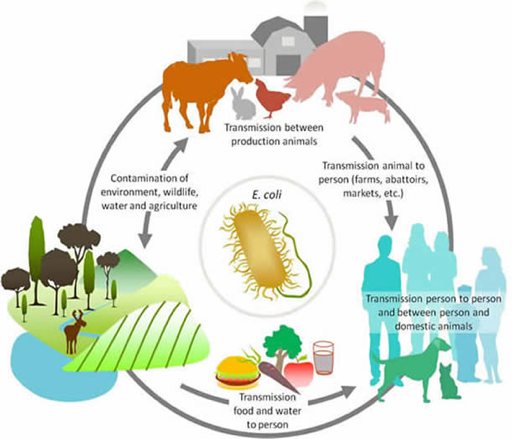 Transmission between
production animals
Contamination of
environment, wildlife,
water and agriculture
Transmission animal to
person (farms, abattoirs,
markets, etc.)
E. coli
Transmission person to person
and between person and
domestic animals
Transmission
food and water
to person